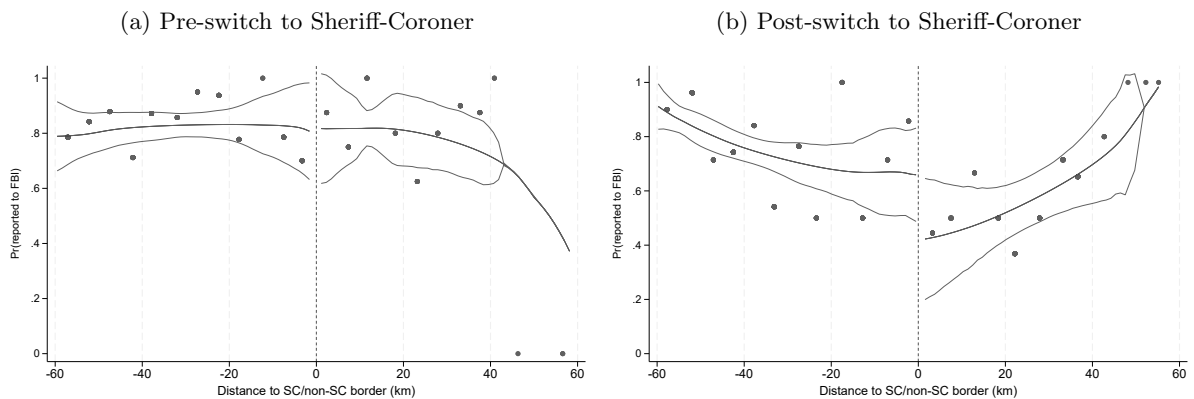 (a) Pre-switch to Sheriff-Coroner
Pr(reported to FBI)
1
.8
.6
.4
.2
0
-60 -40 -20 0 20 40 60
Distance to SC/non-SC border (km)
(b) Post-switch to Sheriff-Coroner
Pr(reported to FBI)
1
.8
.6
.4
.2
0
-60 -40 -20 0 20 40 60
Distance to SC/non-SC border (km)